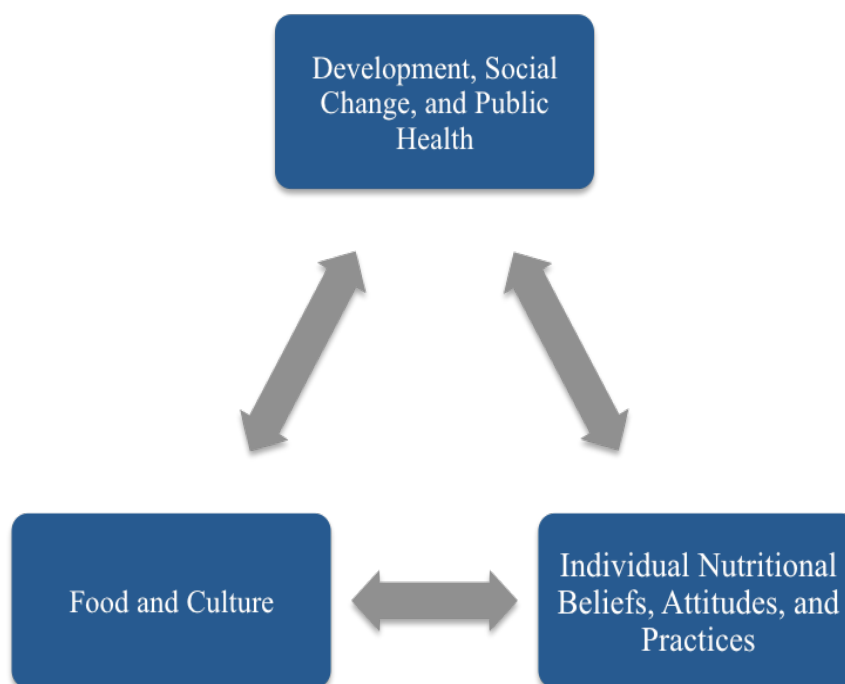 Development, Social
Change, and Public
Health
Food and Culture
Individual Nutritional
Beliefs, Attitudes, and
Practices